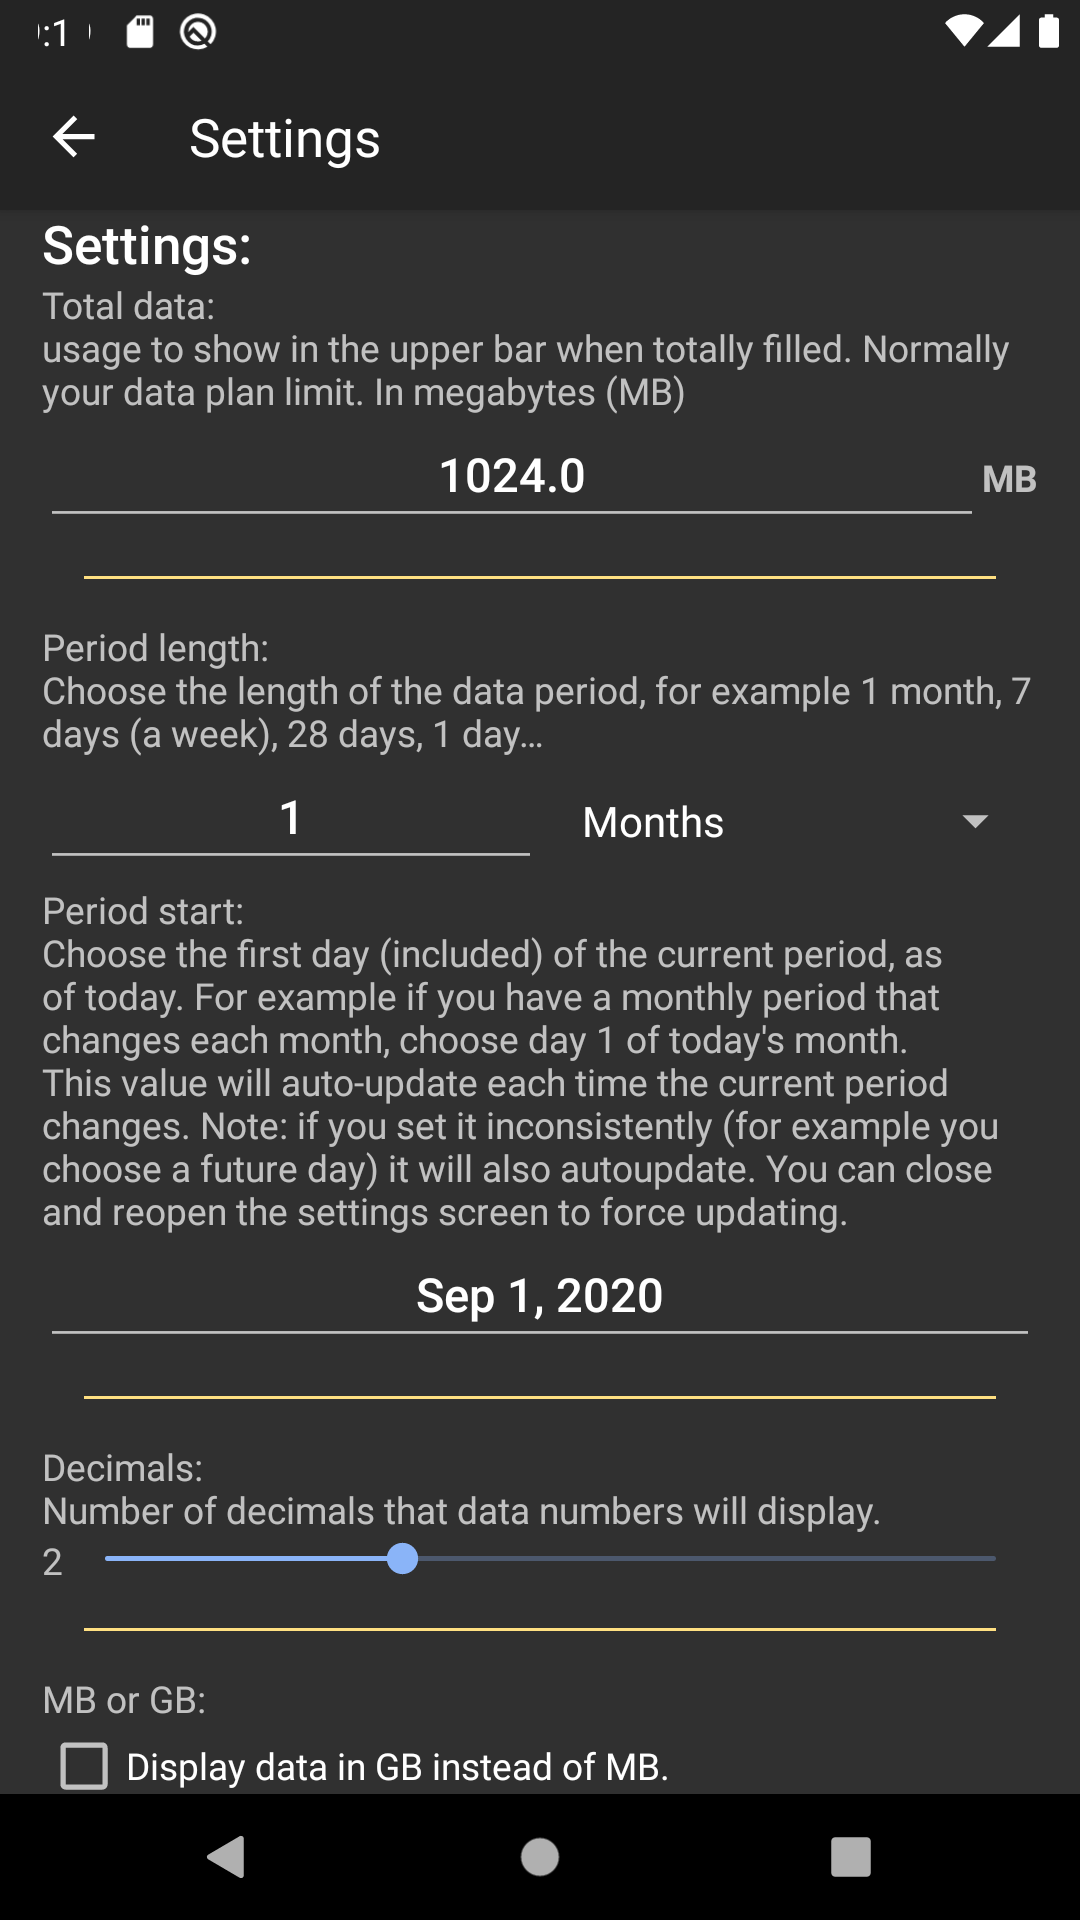 Settings
Settings:
Total data:
usage to show in the upper bar when totally filled. Normally
your data plan limit. In megabytes (MB)
1024.0 MB
Period length:
Choose the length of the data period, for example 1 month, 7
days (a week), 28 days, 1 day…
1 Months
Period start:
Choose the first day (included) of the current period, as
of today. For example if you have a monthly period that
changes each month, choose day 1 of today's month.
This value will auto-update each time the current period
changes. Note: if you set it inconsistently (for example you
choose a future day) it will also autoupdate. You can close
and reopen the settings screen to force updating.
Sep 1, 2020
Decimals:
Number of decimals that data numbers will display.
2
MB or GB:
Display data in GB instead of MB.